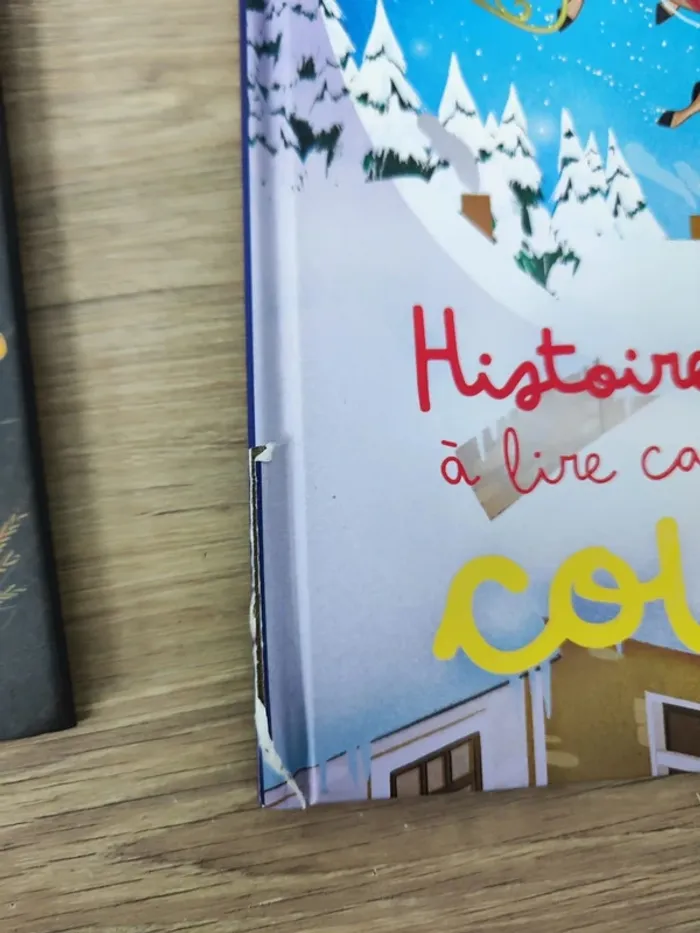 Histoire
à lire ca
col